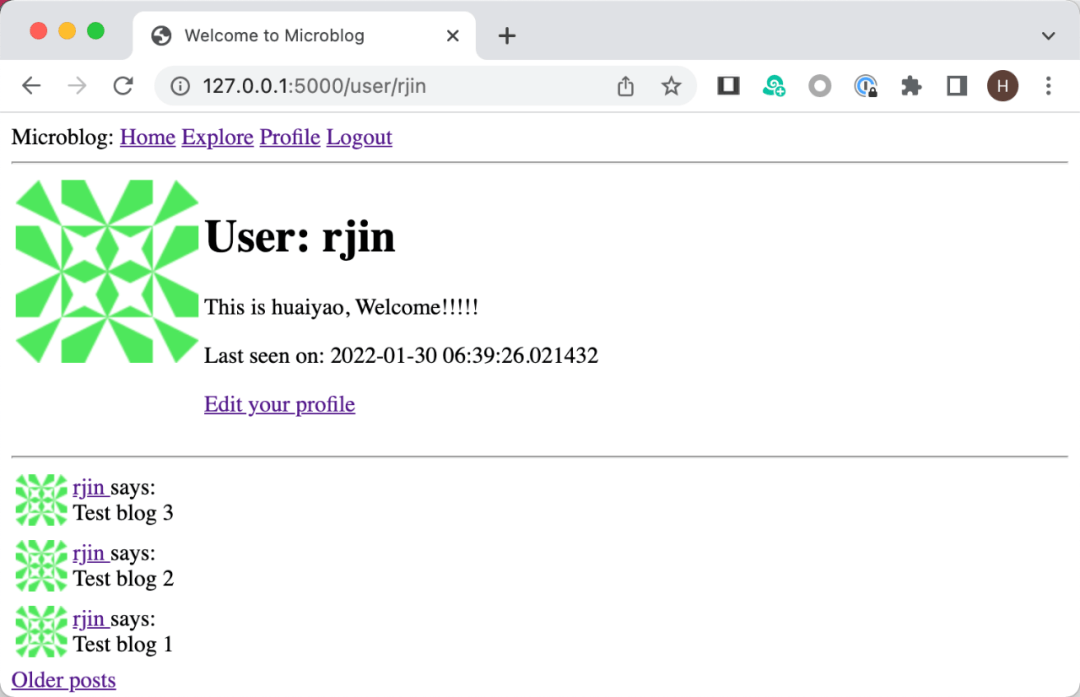 Welcome to Microblog
127.0.0.1:5000/user/rjin
H
Microblog: Home Explore Profile Logout
User: rjin
This is huaiyao, Welcome!!!!!
Last seen on: 2022-01-30 06:39:26.021432
Edit your profile
rjin says:
Test blog 3
rjin says:
Test blog 2
rjin says:
Test blog 1
Older posts